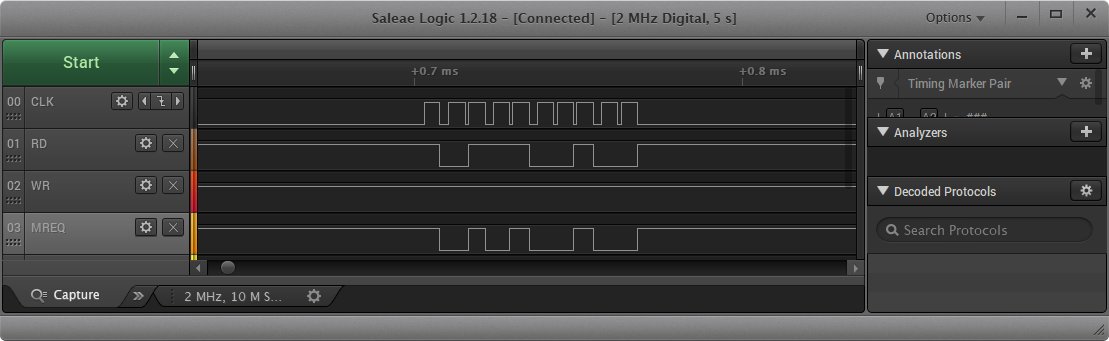 Saleae Logic 1.2.18 - [Connected] - [2 MHz Digital, 5 s]
Options
Start
+0.7 ms
+0.8 ms
00 CLK
01 RD
02 WR
03 MREQ
Annotations
Timing Marker Pair
Analyzers
Decoded Protocols
Search Protocols
Capture
2 MHz, 10 M S...